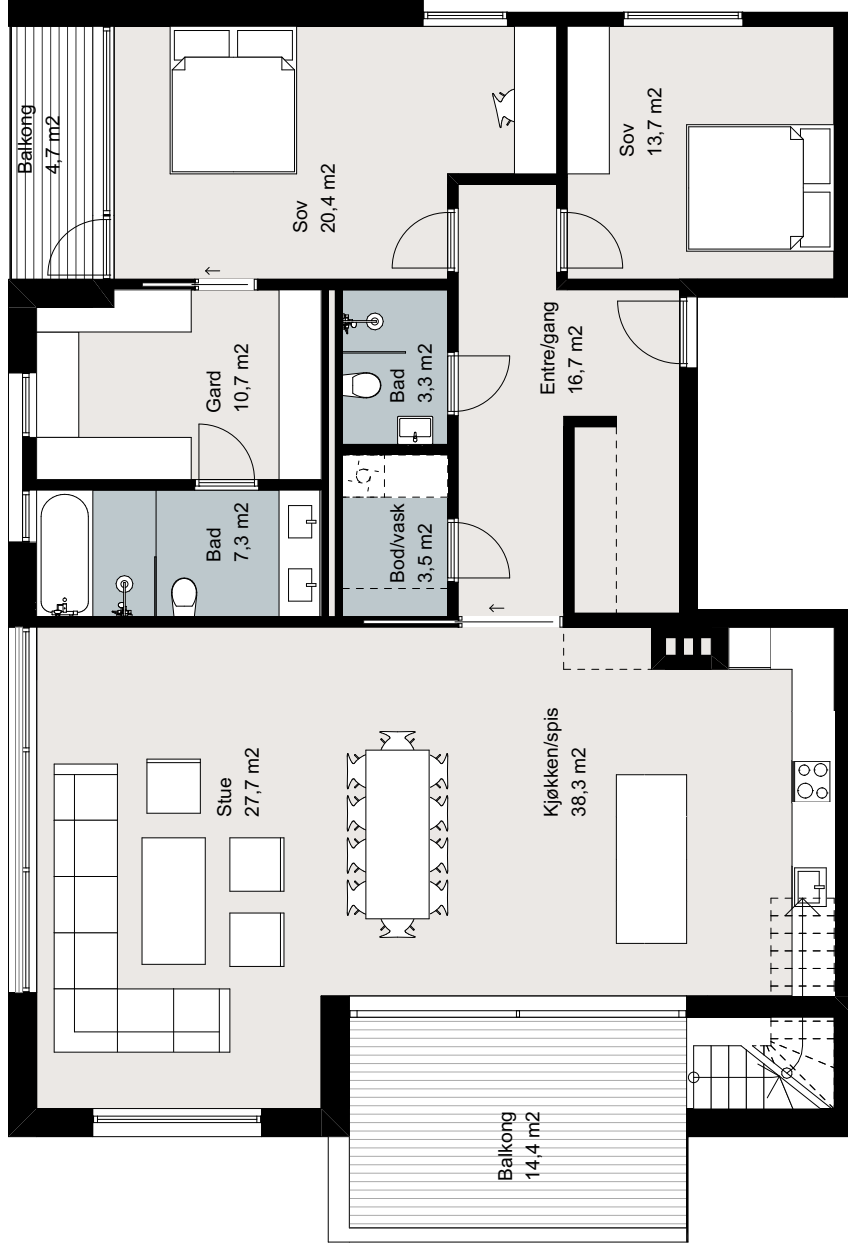 Balkong
4,7 m2
Sov
20,4 m2
Sov
13,7 m2
Gard
10,7 m2
Bad
3,3 m2
Entre/gang
16,7 m2
Bad
7,3 m2
Bod/vask
3,5 m2
Stue
27,7 m2
Kjøkken/spis
38,3 m2
Balkong
14,4 m2